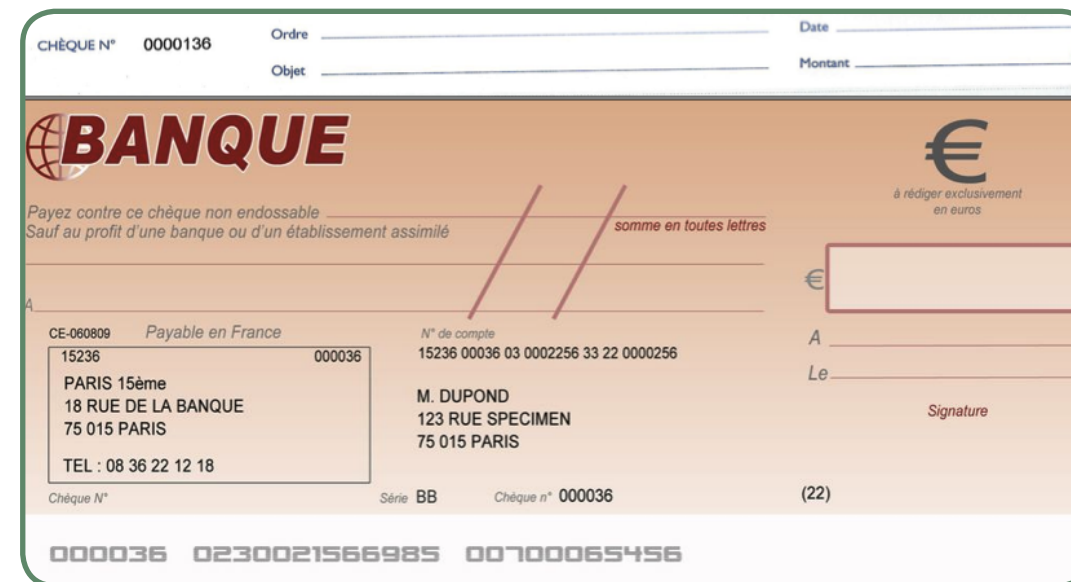 CHÈQUE N° 0000136
Ordre
Date
Objet
Montant
BANQUE
€
à rédiger exclusivement
en euros
Payez contre ce chèque non endossable
somme en toutes lettres
Sauf au profit d'une banque ou d'un établissement assimilé
€
A
CE-060809 Payable en France
15236 000036
PARIS 15ème
18 RUE DE LA BANQUE
75 015 PARIS
TEL : 08 36 22 12 18
N° de compte
15236 00036 03 0002256 33 22 0000256
M. DUPOND
123 RUE SPECIMEN
75 015 PARIS
A
Le
Signature
Chèque N° Série BB Chéque n° 000036 (22)
000036 0230021566985 00700065456